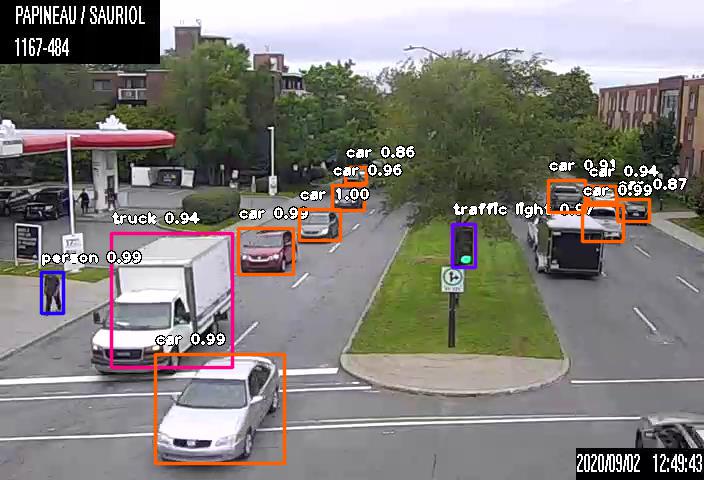 PAPINEAU / SAURIOL
1167-484
car 0.86
car 0.96
car 1.00
car 0.99
truck 0.94
person 0.99
car 0.99
car 0.91
car 0.94
car 0.99
0.87
traffic light 0.97
2020/09/02 12:49:43